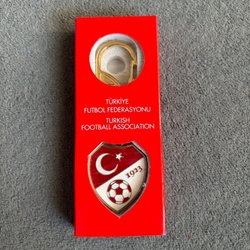 TÜRKİYE
FUTBOL FEDERASYONU
TURKISH
FOOTBALL ASSOCIATION
1923